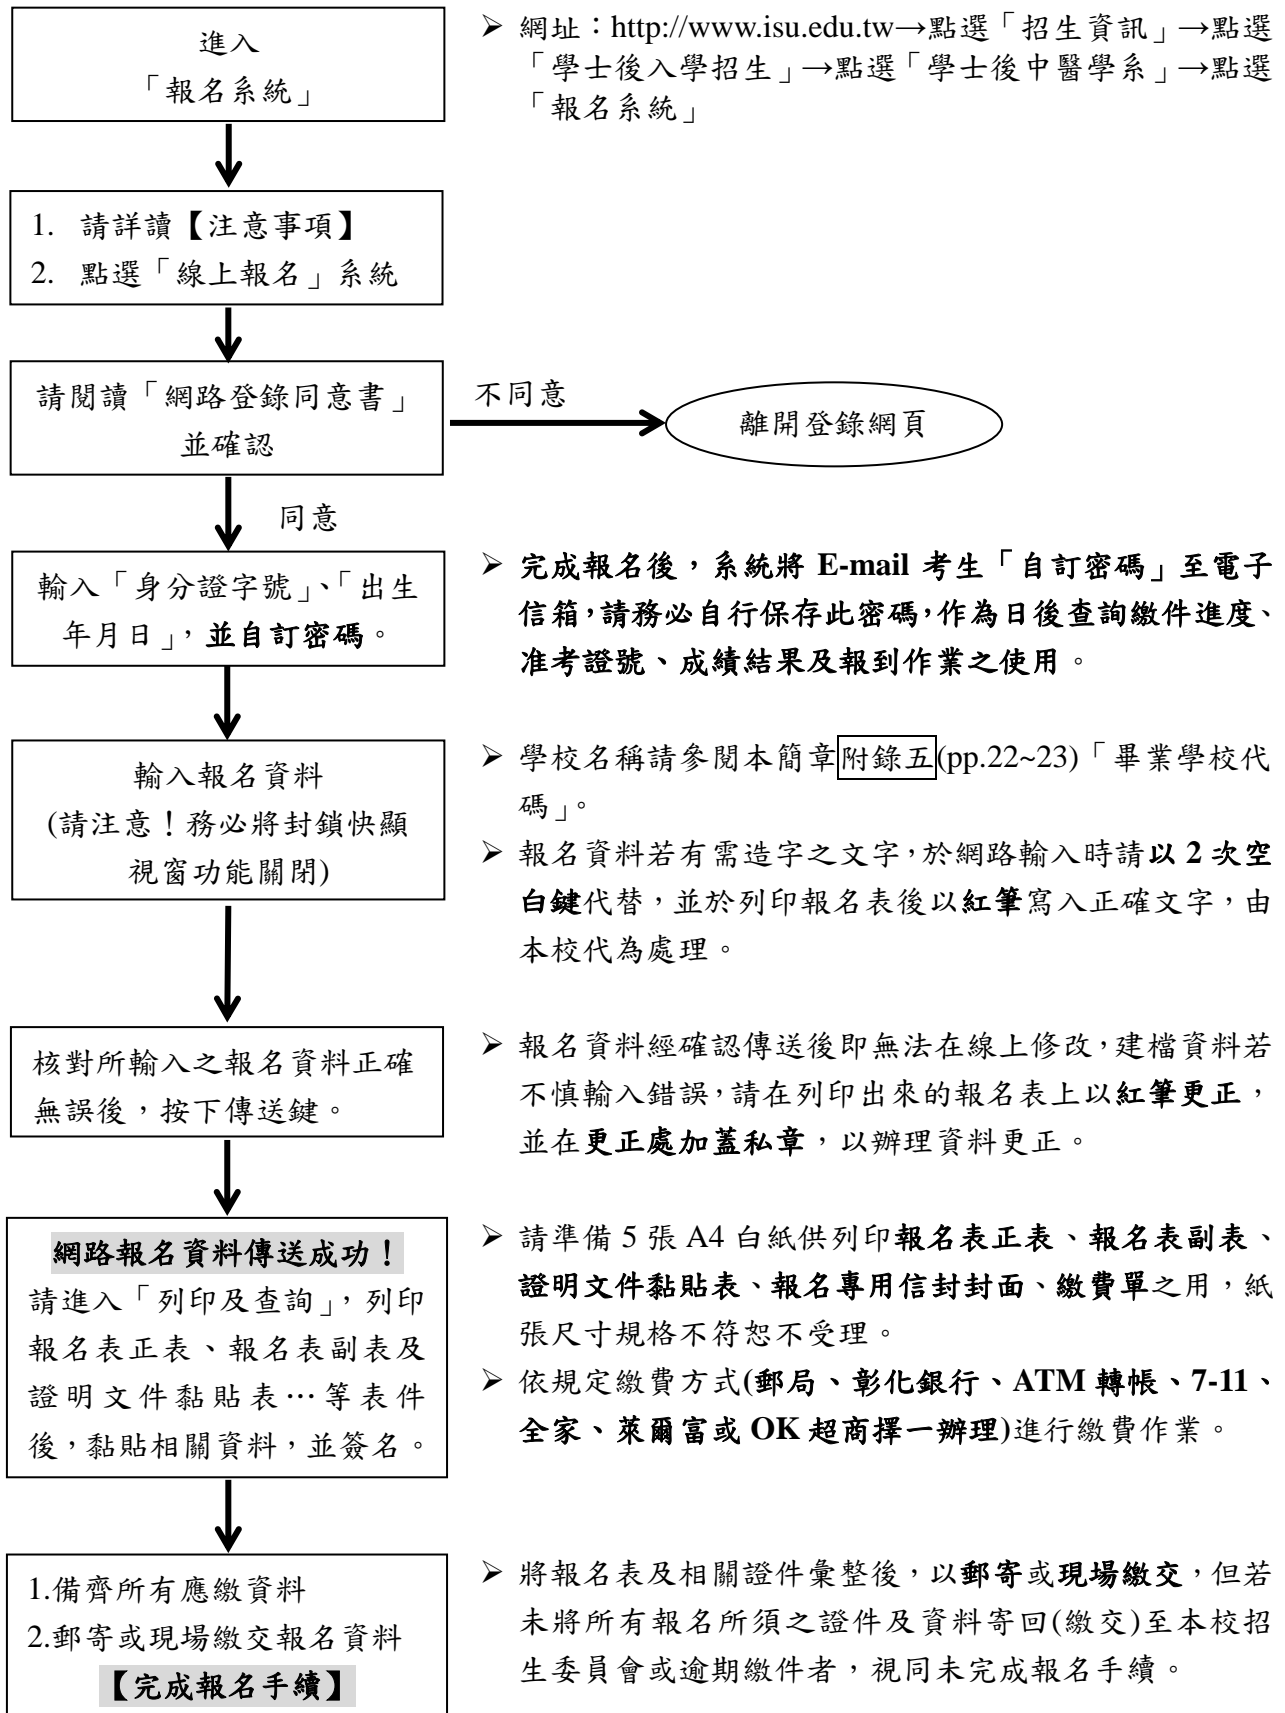 進入
「報名系統」
➢ 網址：http://www.isu.edu.tw→點選「招生資訊」→點選
「學士後入學招生」→點選「學士後中醫學系」→點選
「報名系統」
1. 請詳讀【注意事項】
2. 點選「線上報名」系統
請閱讀「網路登錄同意書」
並確認
不同意
離開登錄網頁
同意
輸入「身分證字號」、「出生
年月日」，並自訂密碼。
➢ 完成報名後，系統將 E-mail 考生「自訂密碼」至電子
信箱，請務必自行保存此密碼，作為日後查詢繳件進度、
准考證號、成績結果及報到作業之使用。
輸入報名資料
(請注意！務必將封鎖快顯
視窗功能關閉)
➢ 學校名稱請參閱本簡章附錄五(pp.22~23)「畢業學校代
碼」。
➢ 報名資料若有需造字之文字，於網路輸入時請以 2 次空
白鍵代替，並於列印報名表後以紅筆寫入正確文字，由
本校代為處理。
核對所輸入之報名資料正確
無誤後，按下傳送鍵。
➢ 報名資料經確認傳送後即無法在線上修改，建檔資料若
不慎輸入錯誤，請在列印出來的報名表上以紅筆更正，
並在更正處加蓋私章，以辦理資料更正。
網路報名資料傳送成功！
請進入「列印及查詢」，列印
報名表正表、報名表副表及
證明文件黏貼表…等表件
後，黏貼相關資料，並簽名。
➢ 請準備 5 張 A4 白紙供列印報名表正表、報名表副表、
證明文件黏貼表、報名專用信封封面、繳費單之用，紙
張尺寸規格不符恕不受理。
➢ 依規定繳費方式(郵局、彰化銀行、ATM 轉帳、7-11、
全家、萊爾富或 OK 超商擇一辦理)進行繳費作業。
1.備齊所有應繳資料
2.郵寄或現場繳交報名資料
【完成報名手續】
➢ 將報名表及相關證件彙整後，以郵寄或現場繳交，但若
未將所有報名所須之證件及資料寄回(繳交)至本校招
生委員會或逾期繳件者，視同未完成報名手續。